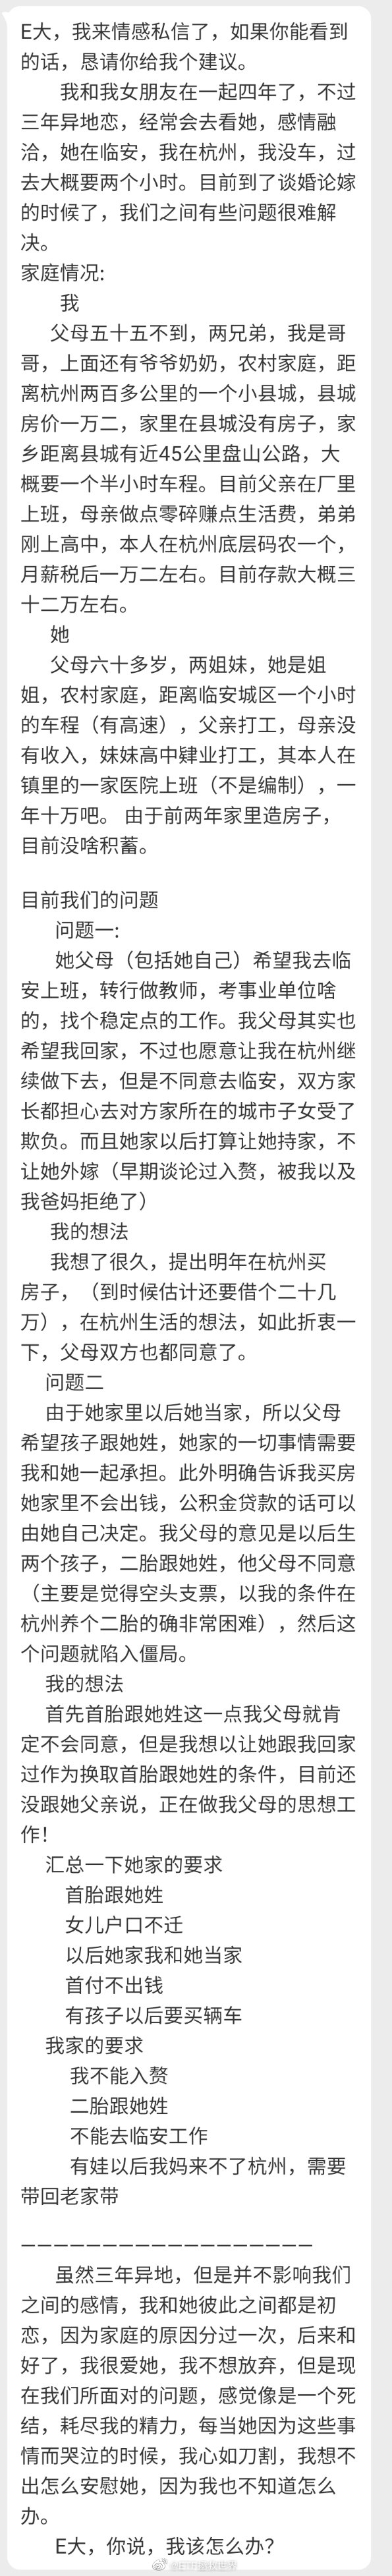 E大，我来情感私信了，如果你能看到
的话，恳请你给我个建议。
我和我女朋友在一起四年了，不过
三年异地恋，经常会去看她，感情融
洽，她在临安，我在杭州，我没车，过
去大概要两个小时。目前到了谈婚论嫁
的时候了，我们之间有些问题很难解
决。
家庭情况:
我
父母五十五不到，两兄弟，我是哥
哥，上面还有爷爷奶奶，农村家庭，距
离杭州两百多公里的一个小县城，县城
房价一万二，家里在县城没有房子，家
乡距离县城有近45公里盘山公路，大
概要一个半小时车程。目前父亲在厂里
上班，母亲做点零碎赚点生活费，弟弟
刚上高中，本人在杭州底层码农一个，
月薪税后一万二左右。目前存款大概三
十二万左右。
她
父母六十多岁，两姐妹，她是姐
姐，农村家庭，距离临安城区一个小时
的车程（有高速），父亲打工，母亲没
有收入，妹妹高中肄业打工，其本人在
镇里的一家医院上班（不是编制），一
年十万吧。 由于前两年家里造房子，
目前没啥积蓄。
目前我们的问题
问题一:
她父母（包括她自己）希望我去临
安上班，转行做教师，考事业单位啥
的，找个稳定点的工作。我父母其实也
希望我回家，不过也愿意让我在杭州继
续做下去，但是不同意去临安，双方家
长都担心去对方家所在的城市子女受了
欺负。而且她家以后打算让她持家，不
让她外嫁（早期谈论过入赘，被我以及
我爸妈拒绝了）
我的想法
我想了很久，提出明年在杭州买
房子，（到时候估计还要借个二十几
万），在杭州生活的想法，如此折衷一
下，父母双方也都同意了。
问题二
由于她家里以后她当家，所以父母
希望孩子跟她姓，她家的一切事情需要
我和她一起承担。此外明确告诉我买房
她家里不会出钱，公积金贷款的话可以
由她自己决定。我父母的意见是以后生
两个孩子，二胎跟她姓，他父母不同意
（主要是觉得空头支票，以我的条件在
杭州养个二胎的确非常困难），然后这
个问题就陷入僵局。
我的想法
首先首胎跟她姓这一点我父母就肯
定不会同意，但是我想以让她跟我回家
过作为换取首胎跟她姓的条件，目前还
没跟她父亲说，正在做我父母的思想工
作！
汇总一下她家的要求
首胎跟她姓
女儿户口不迁
以后她家我和她当家
首付不出钱
有孩子以后要买辆车
我家的要求
我不能入赘
二胎跟她姓
不能去临安工作
有娃以后我妈来不了杭州，需要
带回老家带
——————————————————
虽然三年异地，但是并不影响我们
之间的感情，我和她彼此之间都是初
恋，因为家庭的原因分过一次，后来和
好了，我很爱她，我不想放弃，但是现
在我们所面对的问题，感觉像是一个死
结，耗尽我的精力，每当她因为这些事
情而哭泣的时候，我心如刀割，我想不
出怎么安慰她，因为我也不知道怎么
办。
E大，你说，我该怎么办？